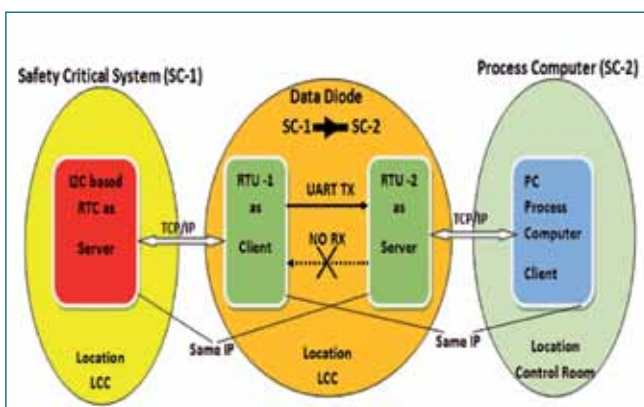 Safety Critical System (SC-1)
I2C based
RTC as
Server
Location
LCC
TCP/IP
Data Diode
SC-1 SC-2
RTU -1
as
Client
UART TX
NO RX
RTU -2
as
Server
Location
LCC
TCP/IP
Process Computer (SC-2)
PC
Process
Computer
Client
Location
Control Room
Same IP
Same IP